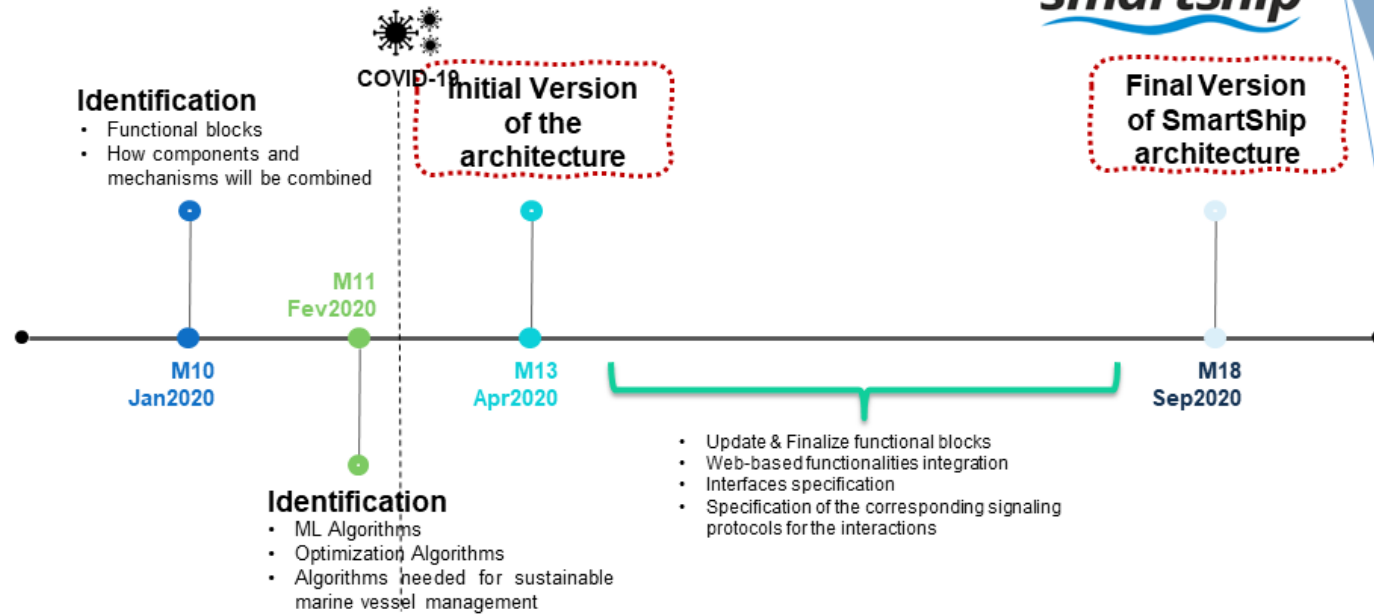 smartship
COVID-19
Identification
• Functional blocks
• How components and
mechanisms will be combined
Initial Version
of the
architecture
Final Version
of SmartShip
architecture
M11
Fev2020
M10
Jan2020
M13
Apr2020
M18
Sep2020
Identification
• ML Algorithms
• Optimization Algorithms
• Algorithms needed for sustainable
marine vessel management
• Update & Finalize functional blocks
• Web-based functionalities integration
• Interfaces specification
• Specification of the corresponding signaling
protocols for the interactions